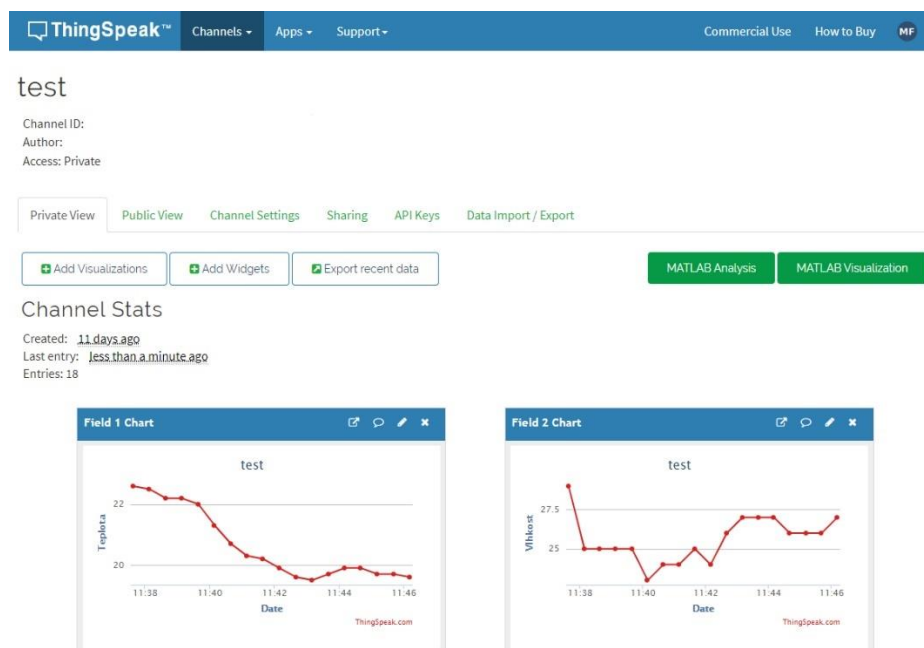 ThingSpeak™ Channels Apps Support Commercial Use How to Buy MF
test
Channel ID:
Author:
Access: Private
Private View Public View Channel Settings Sharing API Keys Data Import / Export
Add Visualizations Add Widgets Export recent data MATLAB Analysis MATLAB Visualization
Channel Stats
Created: 11 days ago
Last entry: less than a minute ago
Entries: 18
Field 1 Chart
test
Teplota
22
20
11:38 11:40 11:42 11:44 11:46
Date
ThingSpeak.com
Field 2 Chart
test
Vlhkost
27.5
25
11:38 11:40 11:42 11:44 11:46
Date
ThingSpeak.com